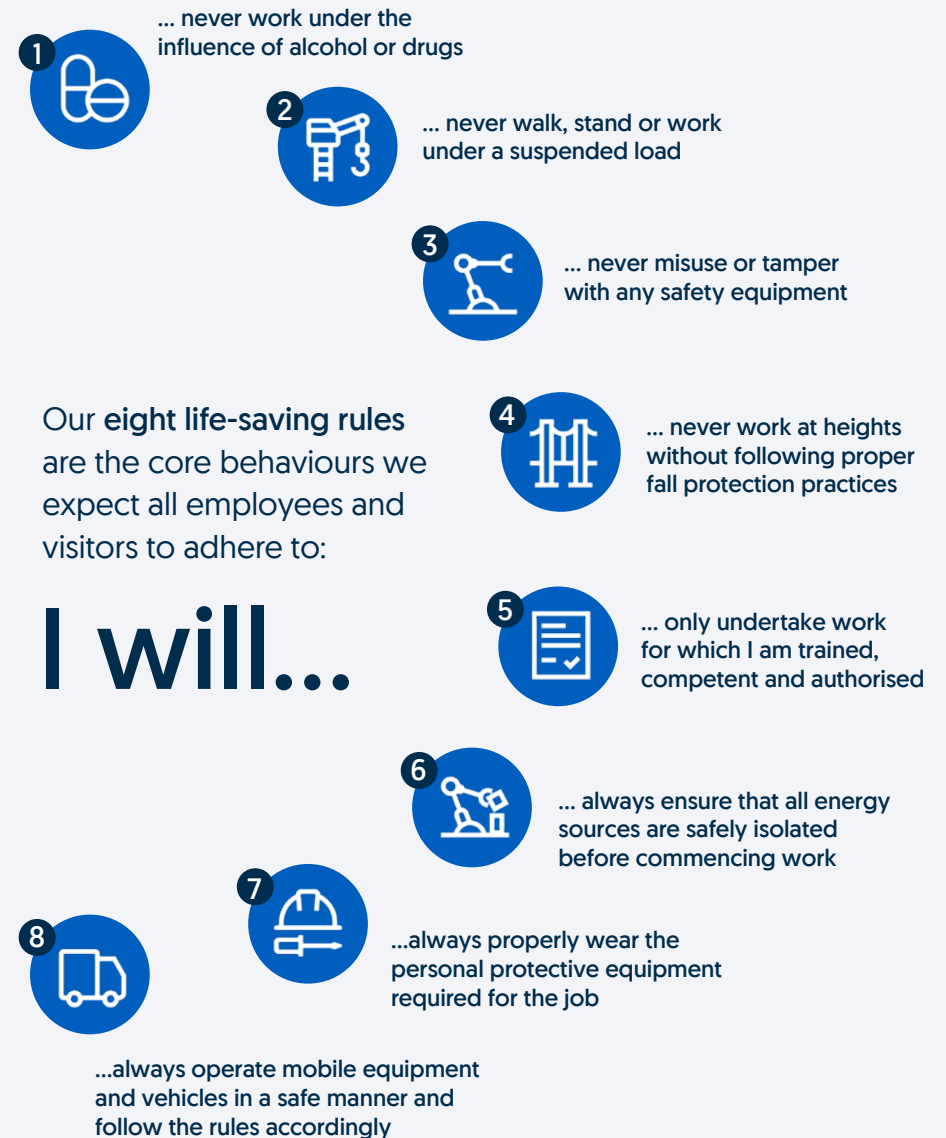 Our eight life-saving rules
are the core behaviours we
expect all employees and
visitors to adhere to:
I will...
1
... never work under the
influence of alcohol or drugs
2
... never walk, stand or work
under a suspended load
3
... never misuse or tamper
with any safety equipment
4
... never work at heights
without following proper
fall protection practices
5
... only undertake work
for which I am trained,
competent and authorised
6
... always ensure that all energy
sources are safely isolated
before commencing work
7
...always properly wear the
personal protective equipment
required for the job
8
...always operate mobile equipment
and vehicles in a safe manner and
follow the rules accordingly